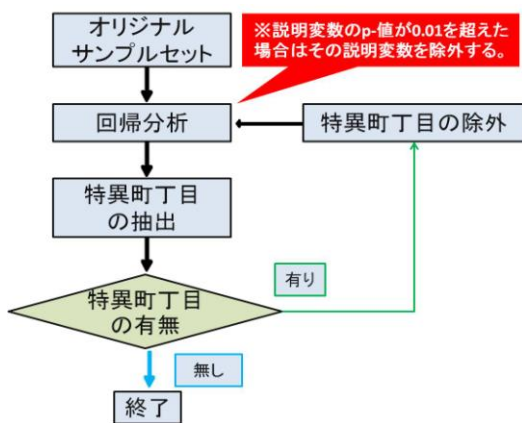 オリジナル
サンプルセット
※説明変数のp-値が0.01を超えた
場合はその説明変数を除外する。
回帰分析
特異町丁目の除外
特異町丁目
の抽出
有り
特異町丁目
の有無
無し
終了